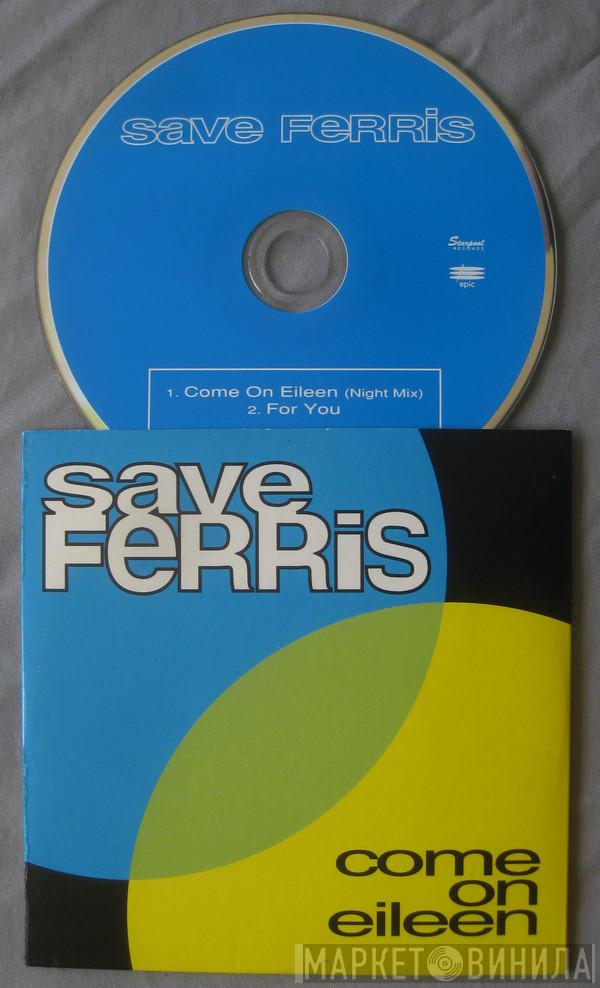 save FeRRis
Starpool
RECORDS
epic
1. Come On Eileen (Night Mix)
2. For You
save
FeRRiS
come
on
eileen
МАРКЕТ ВИНИЛА